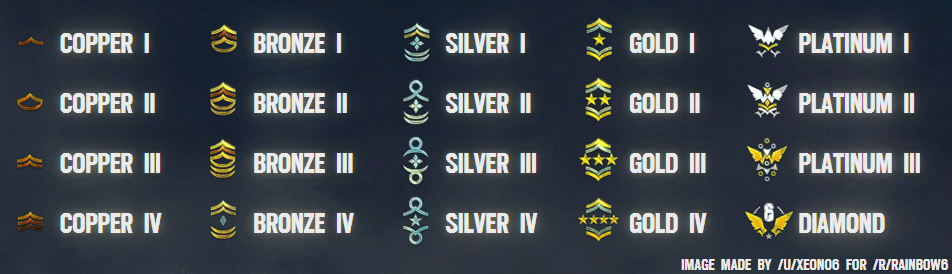 COPPER I BRONZE I SILVER I GOLD I PLATINUM I
COPPER II BRONZE II SILVER II GOLD II PLATINUM II
COPPER III BRONZE III SILVER III GOLD III PLATINUM III
COPPER IV BRONZE IV SILVER IV GOLD IV DIAMOND
IMAGE MADE BY /U/XEON06 FOR /R/RAINBOW6